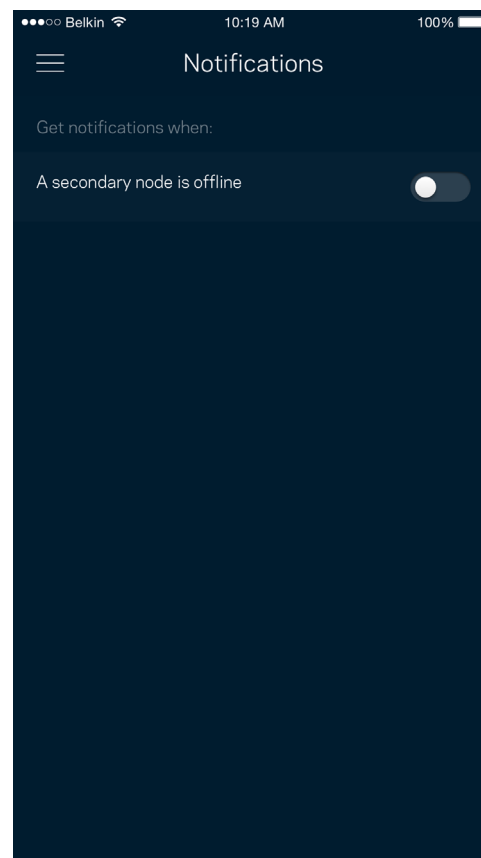 Belkin 10:19 AM 100%
Notifications
Get notifications when:
A secondary node is offline